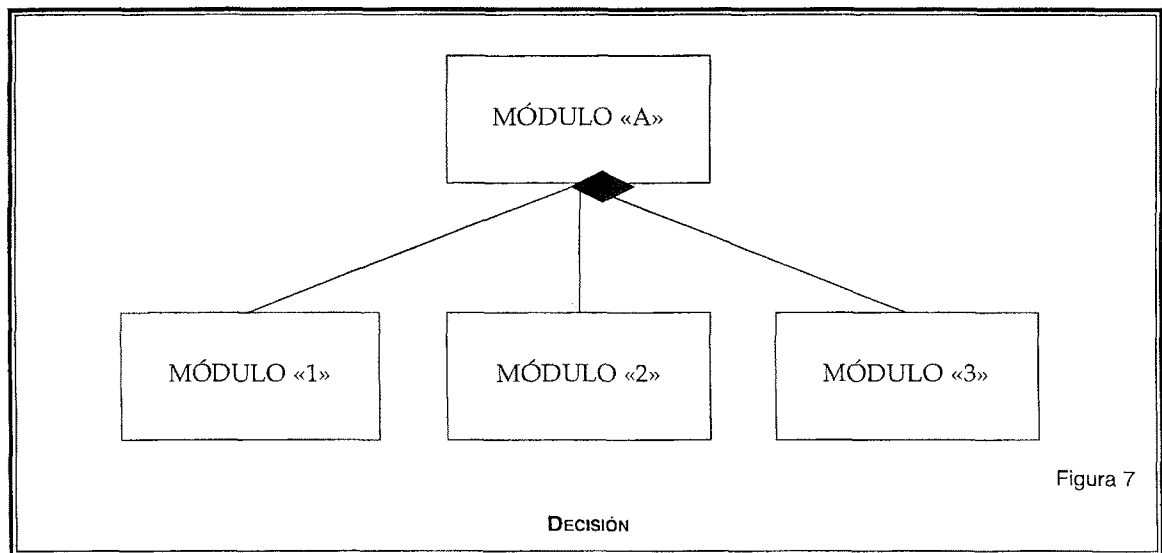 MÓDULO «A»
MÓDULO «1» MÓDULO «2» MÓDULO «3»
Figura 7
DECISIÓN